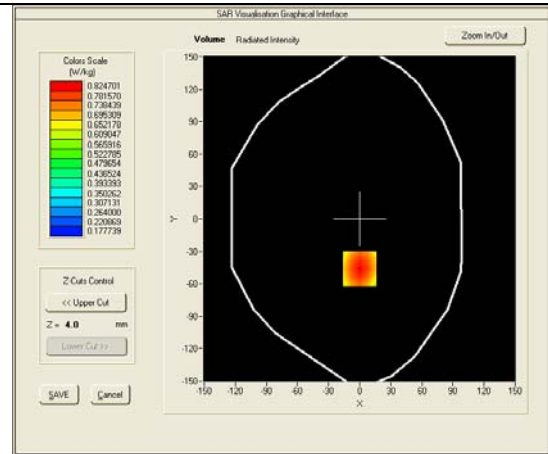 SAR Visualisation Graphical Interface
Volume Radiated Intensity
Zoom In/Out
Colors Scale
(W/kg)
0.824701
0.781570
0.738439
0.695309
0.652178
0.609047
0.565916
0.522785
0.479654
0.436524
0.393393
0.350262
0.307131
0.264000
0.220869
0.177739
Z Cuts Control
<< Upper Cut
Z = 4.0 mm
Lower Cut >>
SAVE Cancel
150
120
90
60
30
0
-30
-60
-90
-120
-150
Y
-150 -120 -90 -60 -30 0 30 60 90 120 150
X